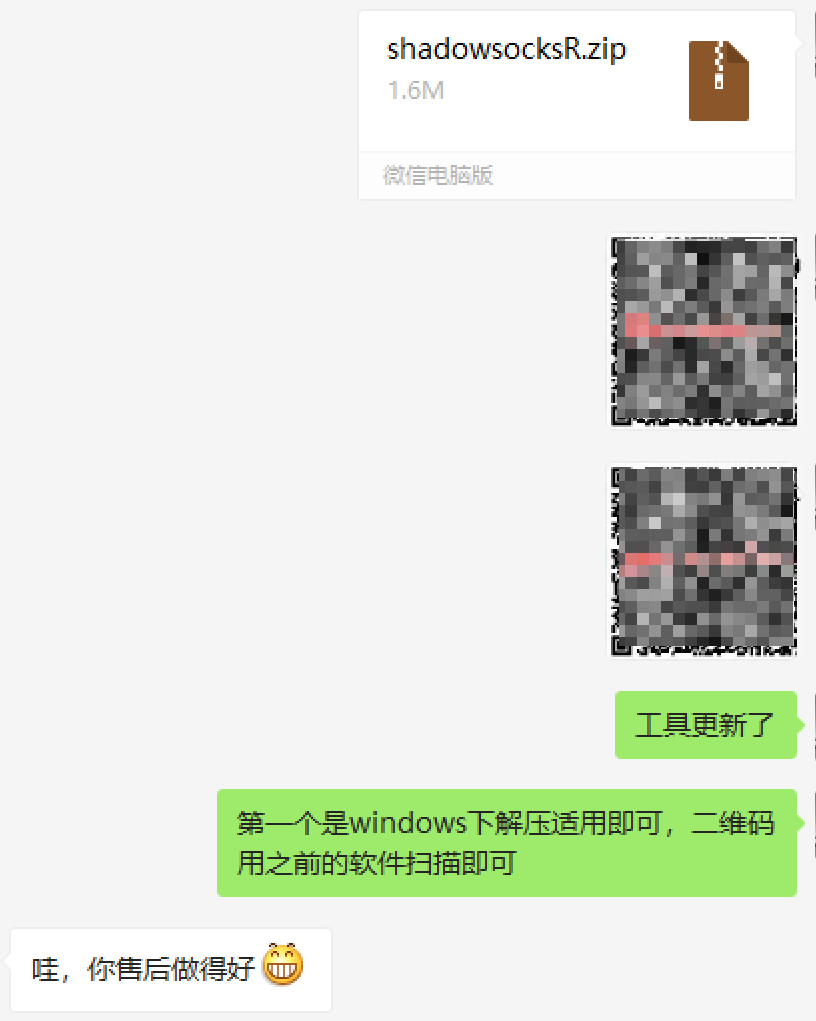 shadowsocksR.zip
1.6M
微信电脑版
工具更新了
第一个是windows下解压适用即可，二维码
用之前的软件扫描即可
哇，你售后做得好